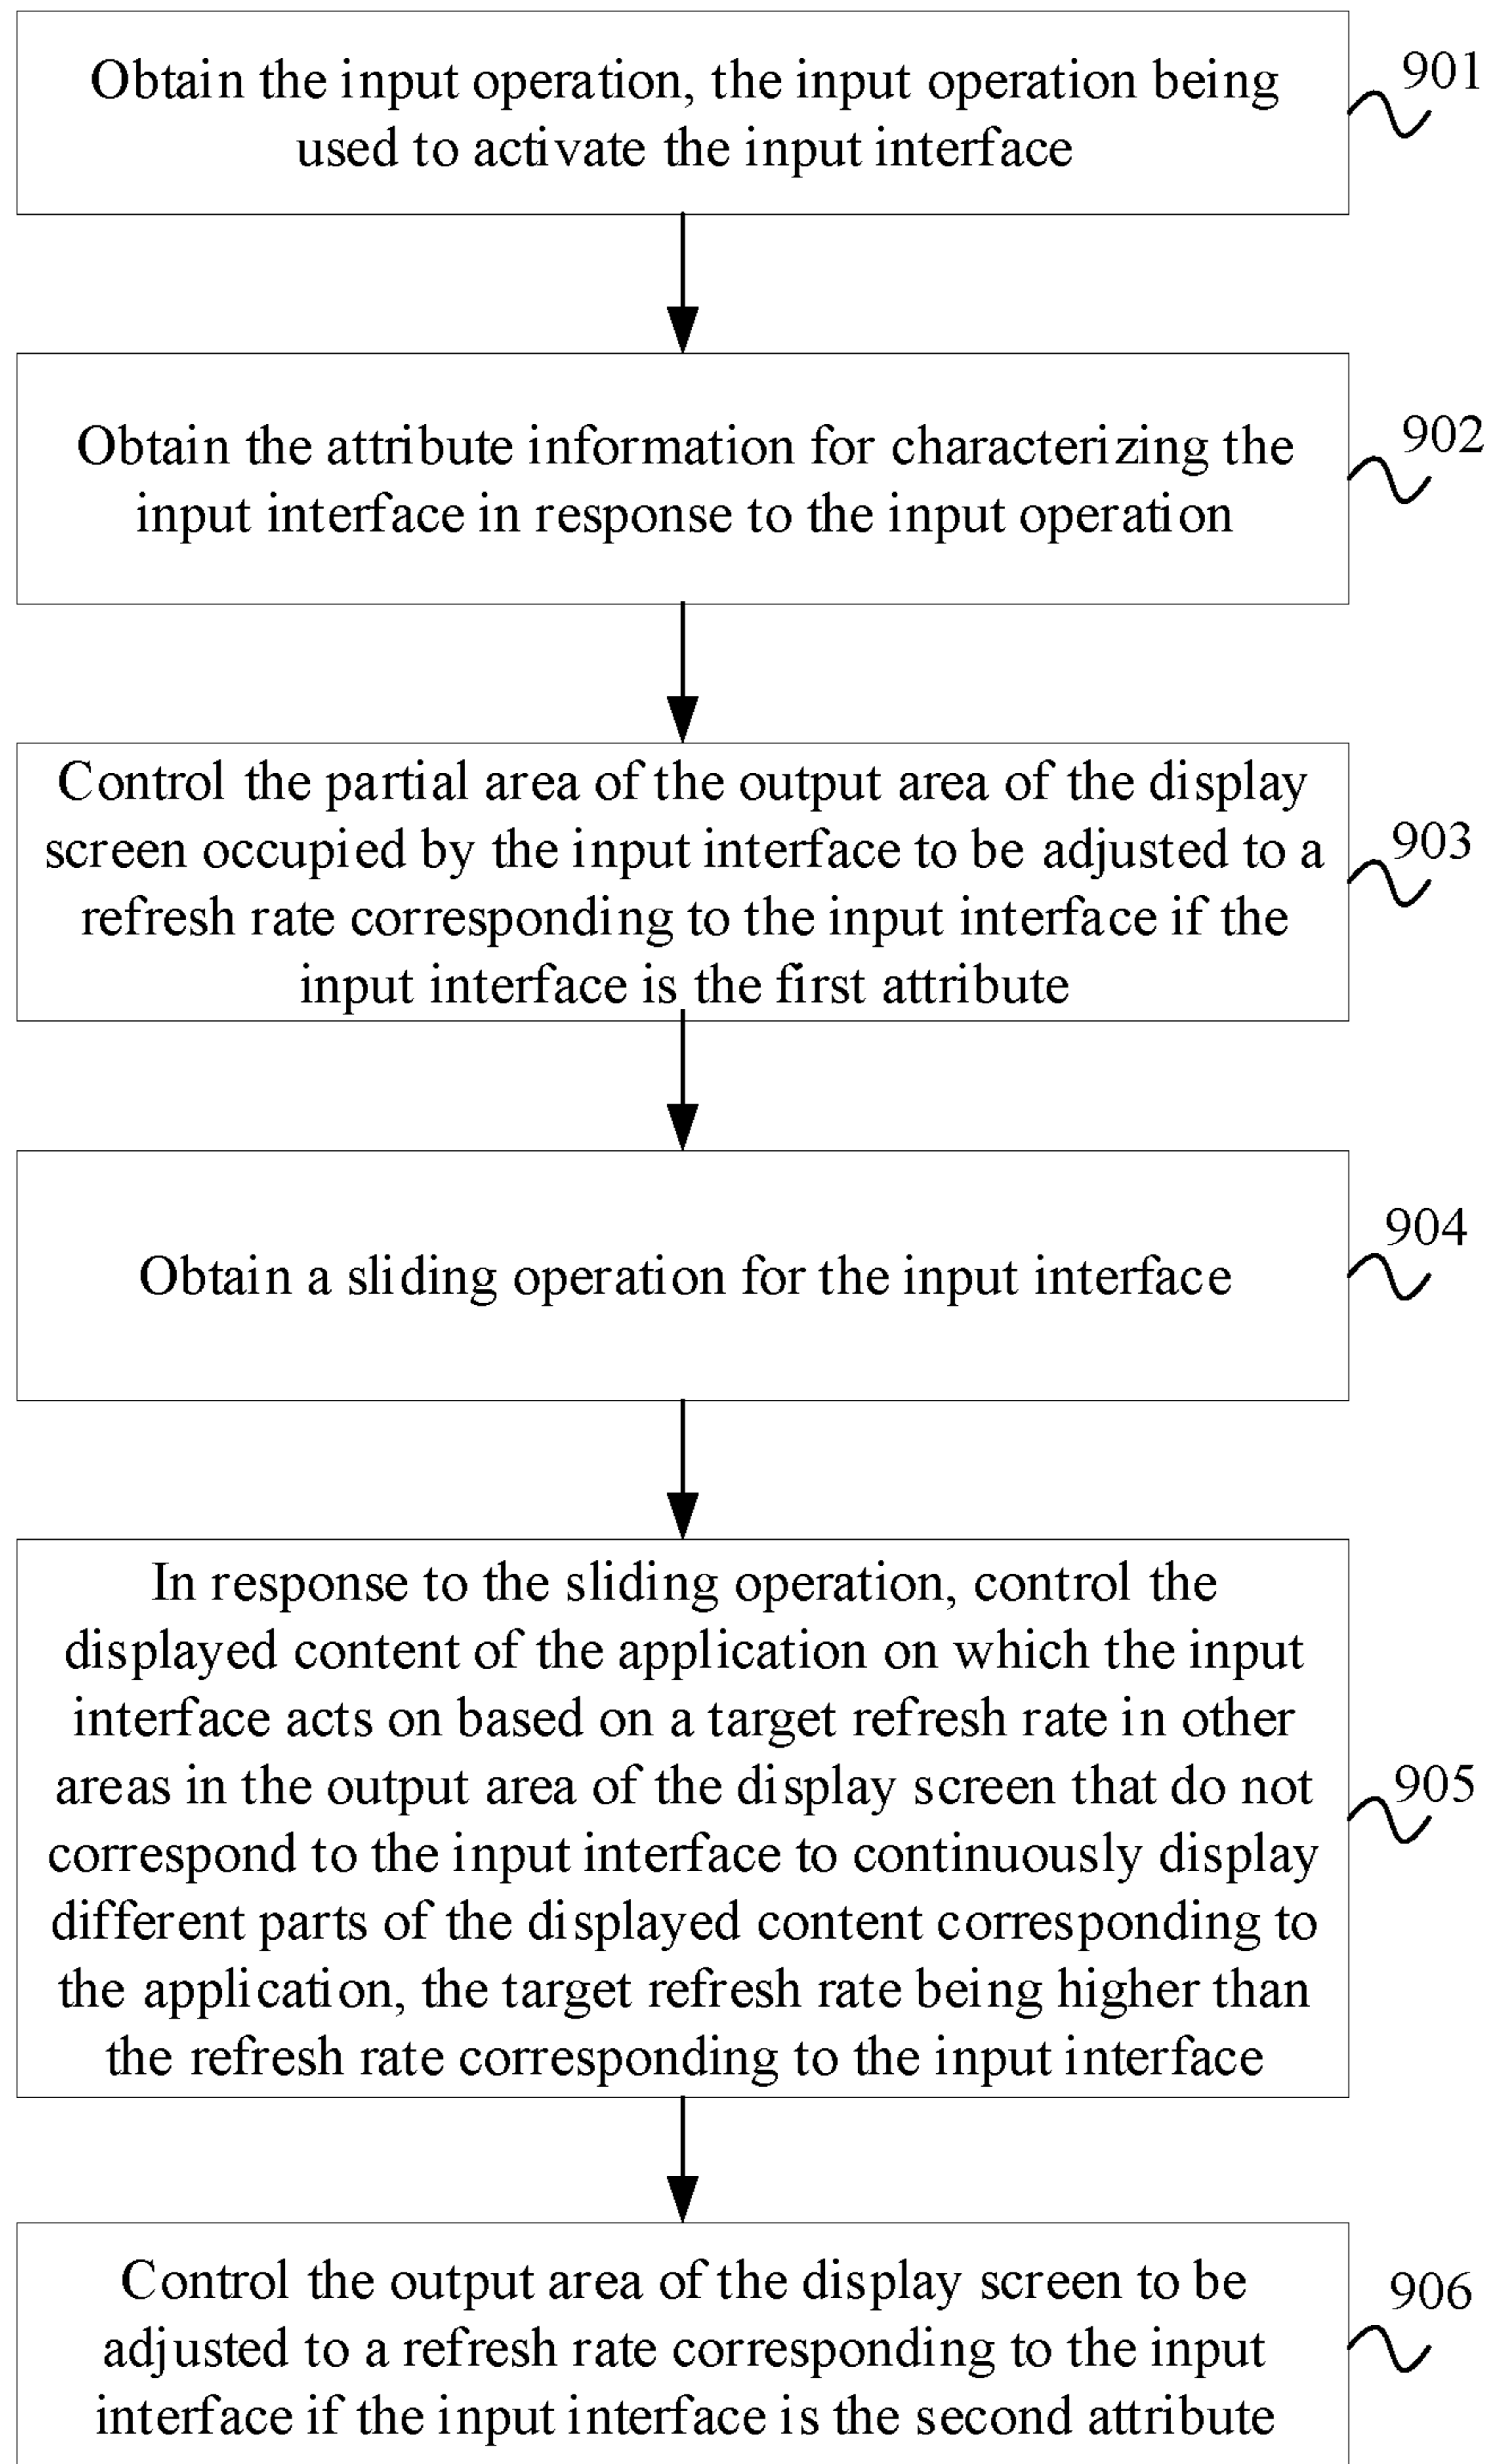 Obtain the input operation, the input operation being
used to activate the input interface
901
Obtain the attribute information for characterizing the
input interface in response to the input operation
902
Control the partial area of the output area of the display
screen occupied by the input interface to be adjusted to a
refresh rate corresponding to the input interface if the
input interface is the first attribute
903
Obtain a sliding operation for the input interface
904
In response to the sliding operation, control the
displayed content of the application on which the input
interface acts on based on a target refresh rate in other
areas in the output area of the display screen that do not
correspond to the input interface to continuously display
different parts of the displayed content corresponding to
the application, the target refresh rate being higher than
the refresh rate corresponding to the input interface
905
Control the output area of the display screen to be
adjusted to a refresh rate corresponding to the input
interface if the input interface is the second attribute
906